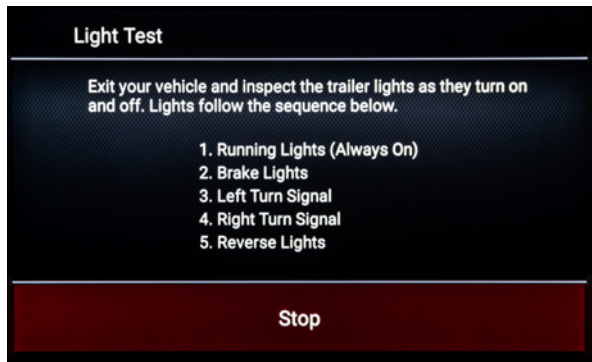 Light Test
Exit your vehicle and inspect the trailer lights as they turn on
and off. Lights follow the sequence below.
1. Running Lights (Always On)
2. Brake Lights
3. Left Turn Signal
4. Right Turn Signal
5. Reverse Lights
Stop